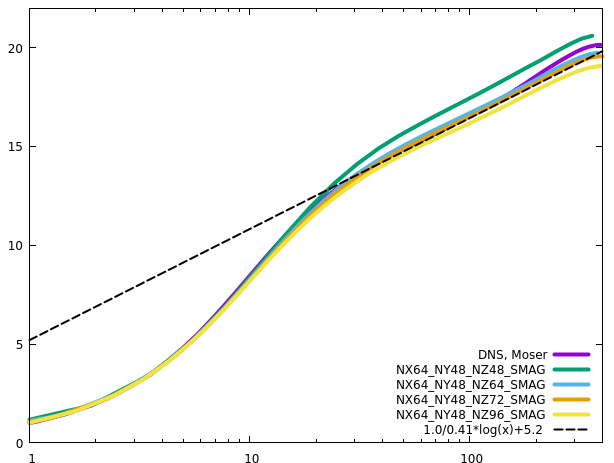 20
15
10
5
0
DNS, Moser
NX64_NY48_NZ48_SMAG
NX64_NY48_NZ64_SMAG
NX64_NY48_NZ72_SMAG
NX64_NY48_NZ96_SMAG
1.0/0.41*log(x)+5.2
1 10 100